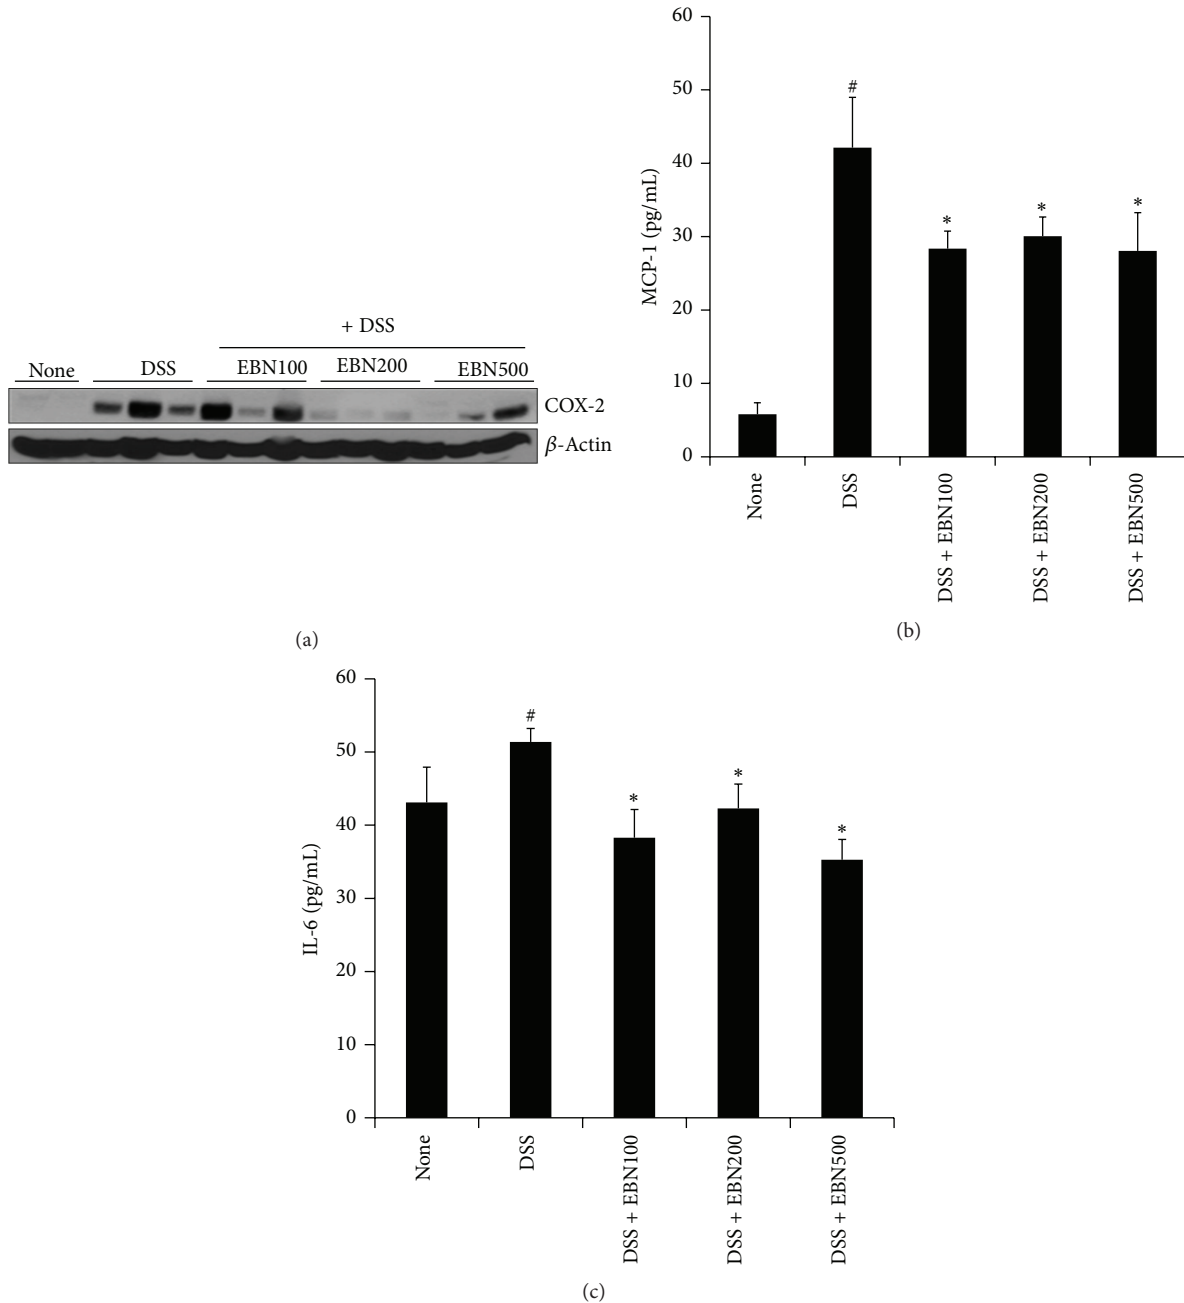 + DSS
None
DSS
EBN100
EBN200
EBN500
COX-2
β-Actin
(a)
60
50
40
30
20
10
0
MCP-1 (pg/mL)
#
*
*
*
None
DSS
DSS + EBN100
DSS + EBN200
DSS + EBN500
(b)
60
50
40
30
20
10
0
IL-6 (pg/mL)
#
*
*
*
None
DSS
DSS + EBN100
DSS + EBN200
DSS + EBN500
(c)